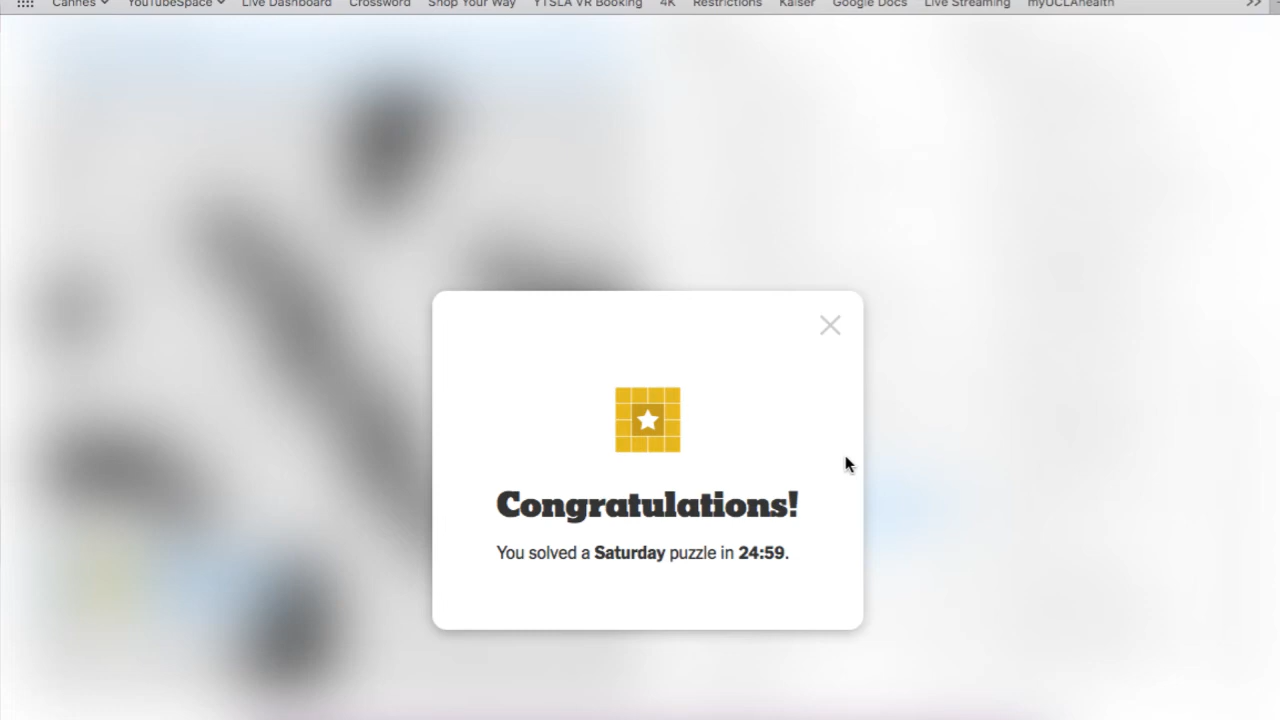 Cannes YouTubeSpace Live Dashboard Crossword Shop Your Way YTSLA VR Booking 4K Restrictions Kaiser Google Docs Live Streaming myUCLAhealth
Congratulations!
You solved a Saturday puzzle in 24:59.